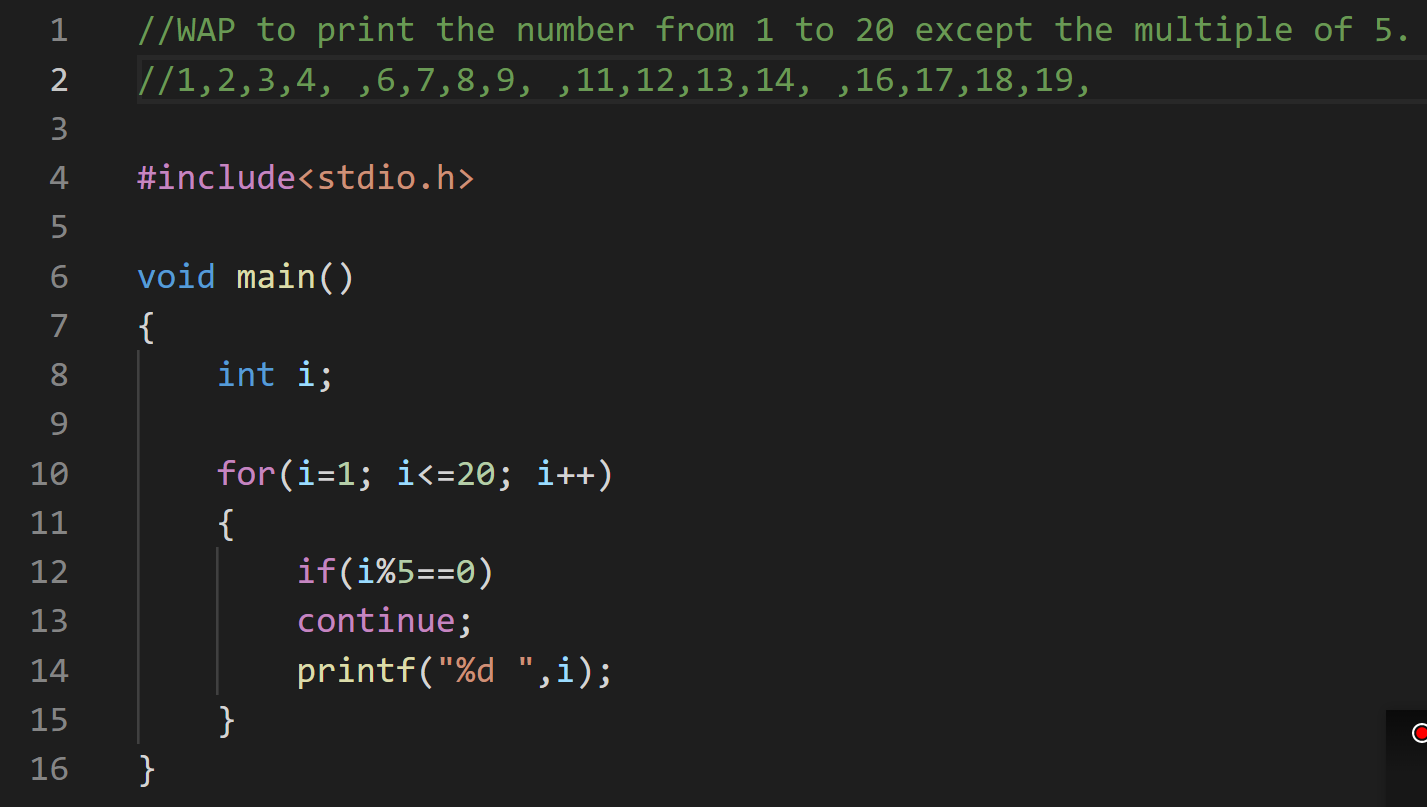 1 //WAP to print the number from 1 to 20 except the multiple of 5.
2 //1,2,3,4, ,6,7,8,9, ,11,12,13,14, ,16,17,18,19,
3
4 #include<stdio.h>
5
6 void main()
7 {
8     int i;
9
10     for(i=1; i<=20; i++)
11     {
12         if(i%5==0)
13         continue;
14         printf("%d ",i);
15     }
16 }